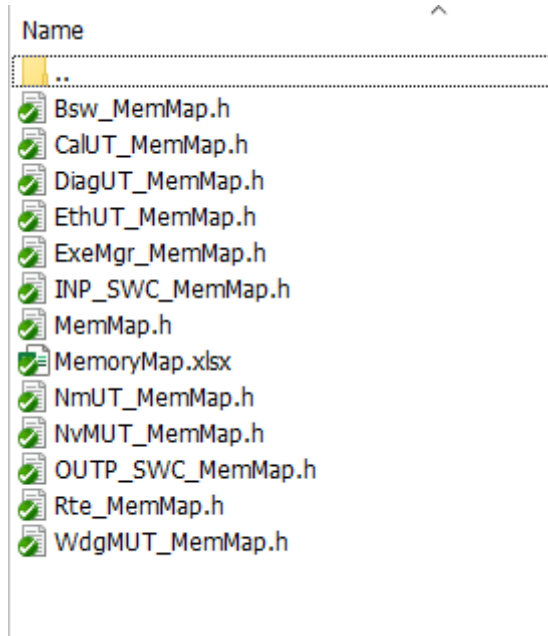 Name
..
Bsw_MemMap.h
CalUT_MemMap.h
DiagUT_MemMap.h
EthUT_MemMap.h
ExeMgr_MemMap.h
INP_SWC_MemMap.h
MemMap.h
MemoryMap.xlsx
NmUT_MemMap.h
NvMUT_MemMap.h
OUTP_SWC_MemMap.h
Rte_MemMap.h
WdgMUT_MemMap.h